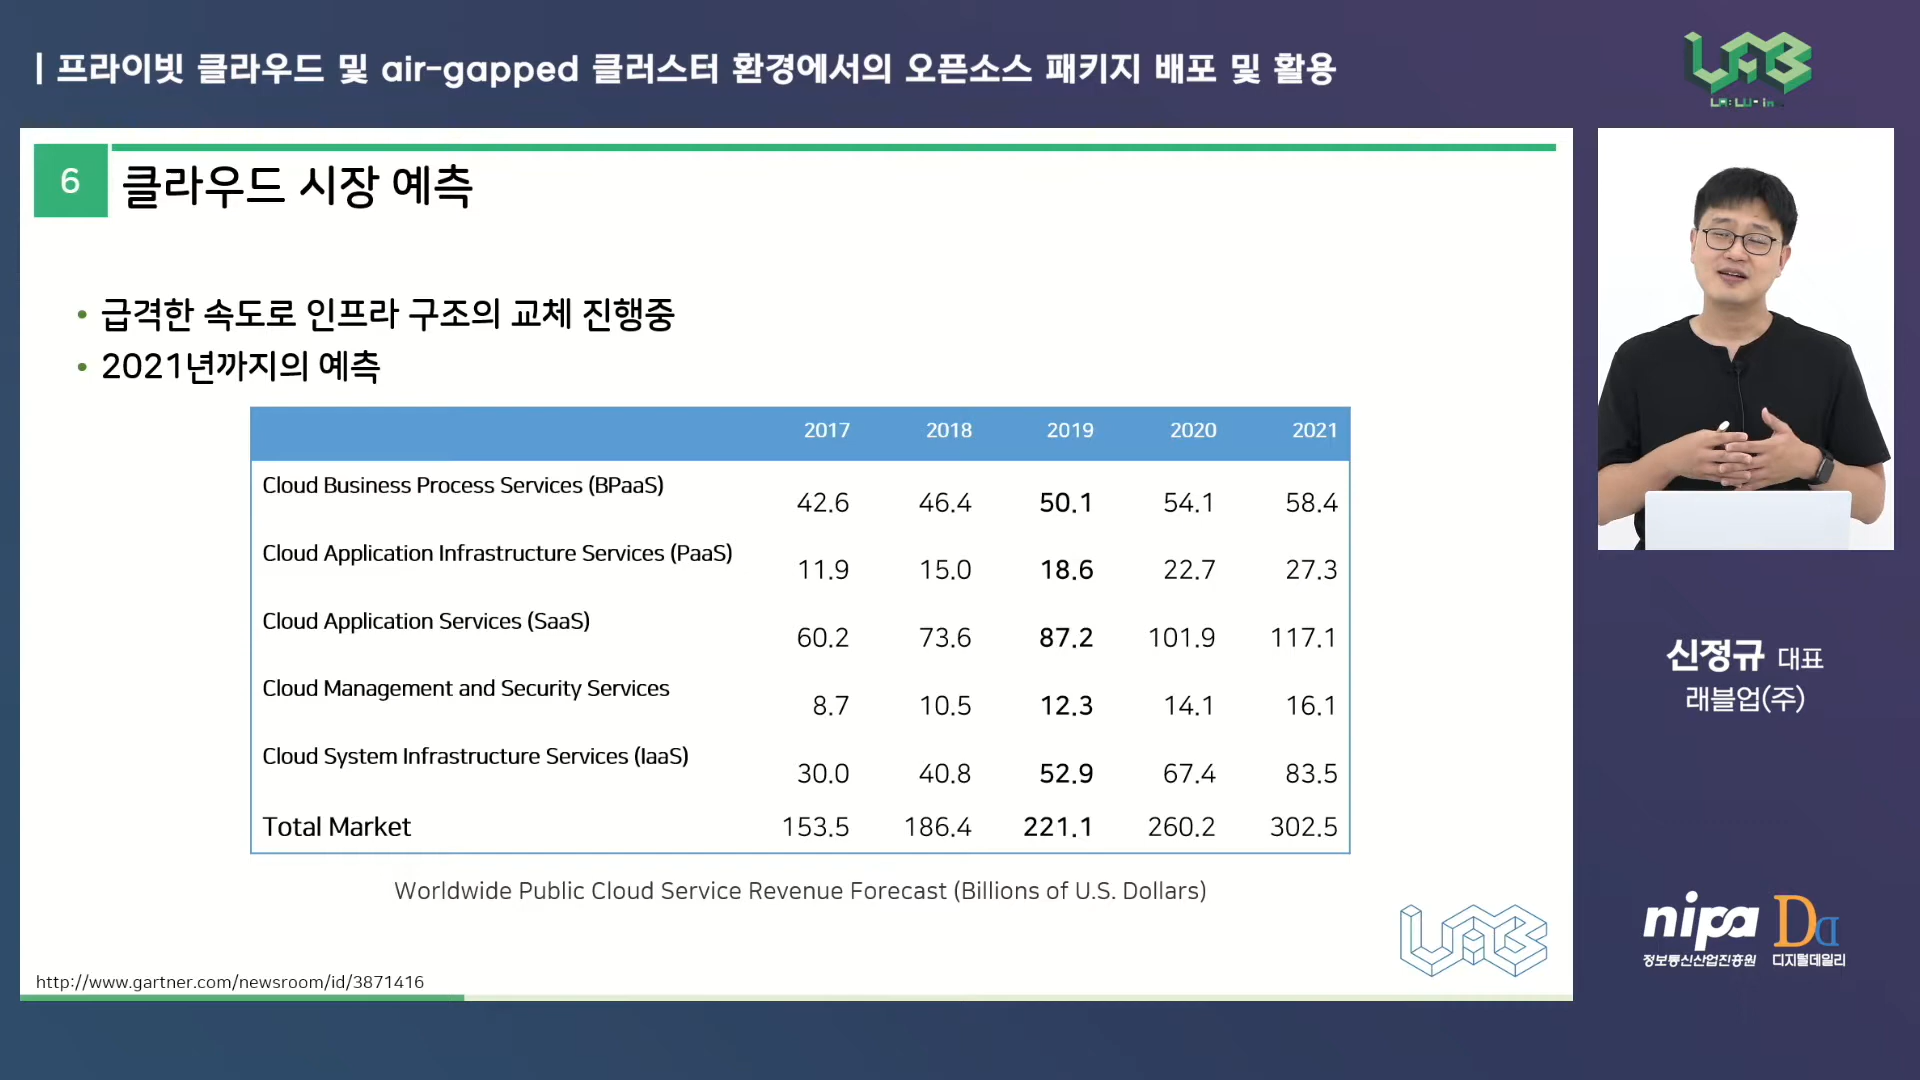 | 프라이빗 클라우드 및 air-gapped 클러스터 환경에서의 오픈소스 패키지 배포 및 활용
6 클라우드 시장 예측
• 급격한 속도로 인프라 구조의 교체 진행중
• 2021년까지의 예측
2017 2018 2019 2020 2021
Cloud Business Process Services (BPaaS) 42.6 46.4 50.1 54.1 58.4
Cloud Application Infrastructure Services (PaaS) 11.9 15.0 18.6 22.7 27.3
Cloud Application Services (SaaS) 60.2 73.6 87.2 101.9 117.1
Cloud Management and Security Services 8.7 10.5 12.3 14.1 16.1
Cloud System Infrastructure Services (IaaS) 30.0 40.8 52.9 67.4 83.5
Total Market 153.5 186.4 221.1 260.2 302.5
Worldwide Public Cloud Service Revenue Forecast (Billions of U.S. Dollars)
http://www.gartner.com/newsroom/id/3871416
신정규 대표
래블업(주)
nipa
정보통신산업진흥원
디지털데일리